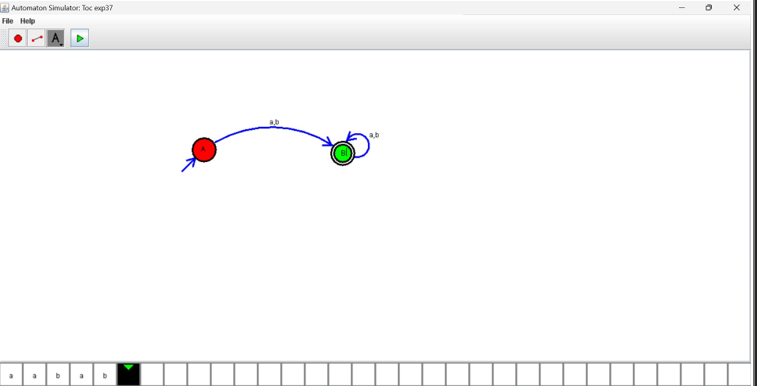 Automaton Simulator: Toc exp37
File Help
A
a,b
a,b
A
B
a a b a b